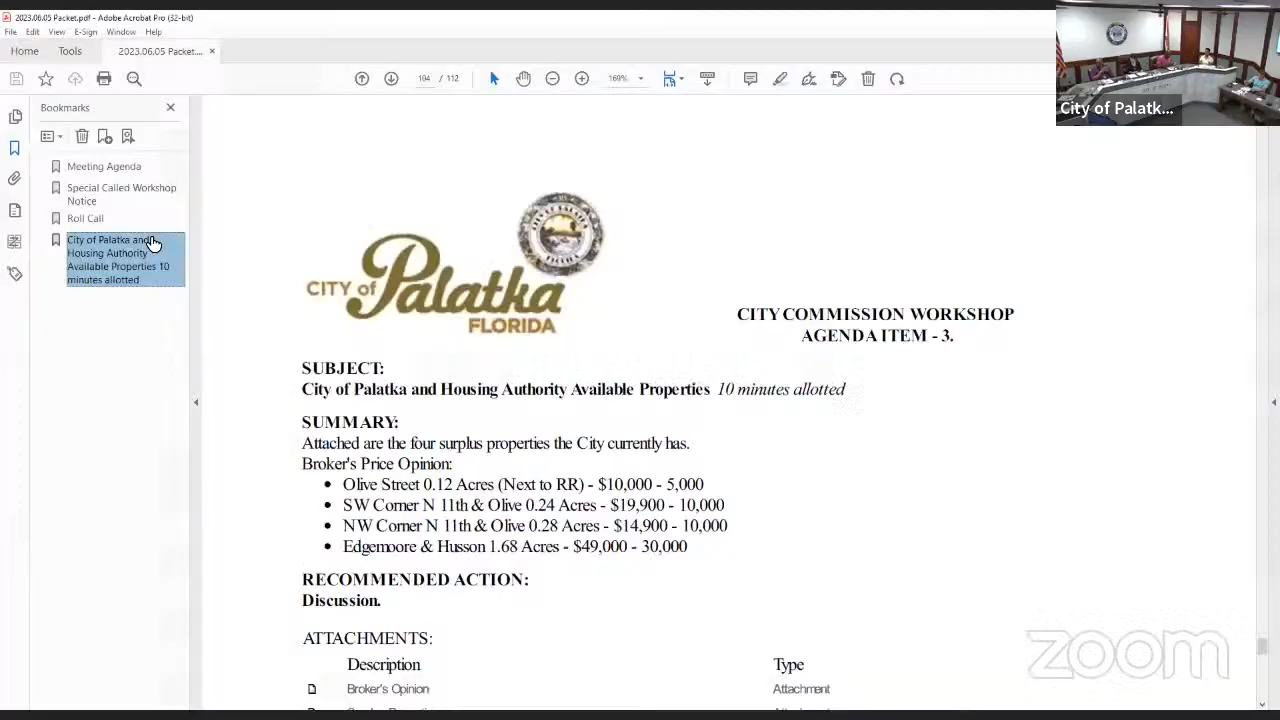 2023.06.05 Packet.pdf - Adobe Acrobat Pro (32-bit)
File Edit View E-Sign Window Help
Home Tools 2023.06.05 Packet.... ×
104 / 112 169%
Bookmarks
Meeting Agenda
Special Called Workshop
Notice
Roll Call
City of Palatka and
Housing Authority
Available Properties 10
minutes allotted
City of Palatk...
CITY OF Palatka
FLORIDA
CITY COMMISSION WORKSHOP
AGENDA ITEM - 3.
SUBJECT:
City of Palatka and Housing Authority Available Properties 10 minutes allotted
SUMMARY:
Attached are the four surplus properties the City currently has.
Broker's Price Opinion:
• Olive Street 0.12 Acres (Next to RR) - $10,000 - 5,000
• SW Corner N 11th & Olive 0.24 Acres - $19,900 - 10,000
• NW Corner N 11th & Olive 0.28 Acres - $14,900 - 10,000
• Edgemoore & Husson 1.68 Acres - $49,000 - 30,000
RECOMMENDED ACTION:
Discussion.
ATTACHMENTS:
Description Type
Broker's Opinion Attachment
zoom